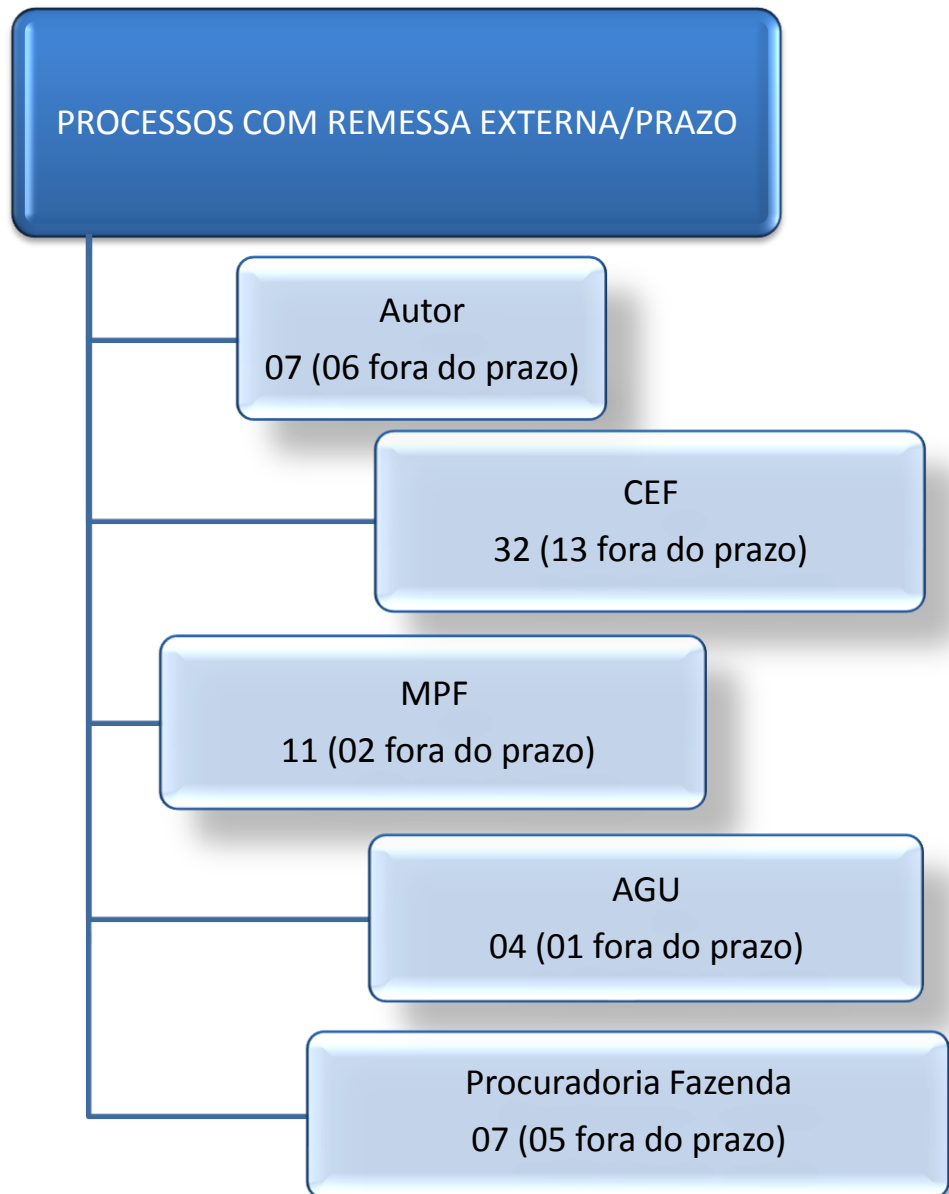 PROCESSOS COM REMESSA EXTERNA/PRAZO
Autor
07 (06 fora do prazo)
CEF
32 (13 fora do prazo)
MPF
11 (02 fora do prazo)
AGU
04 (01 fora do prazo)
Procuradoria Fazenda
07 (05 fora do prazo)